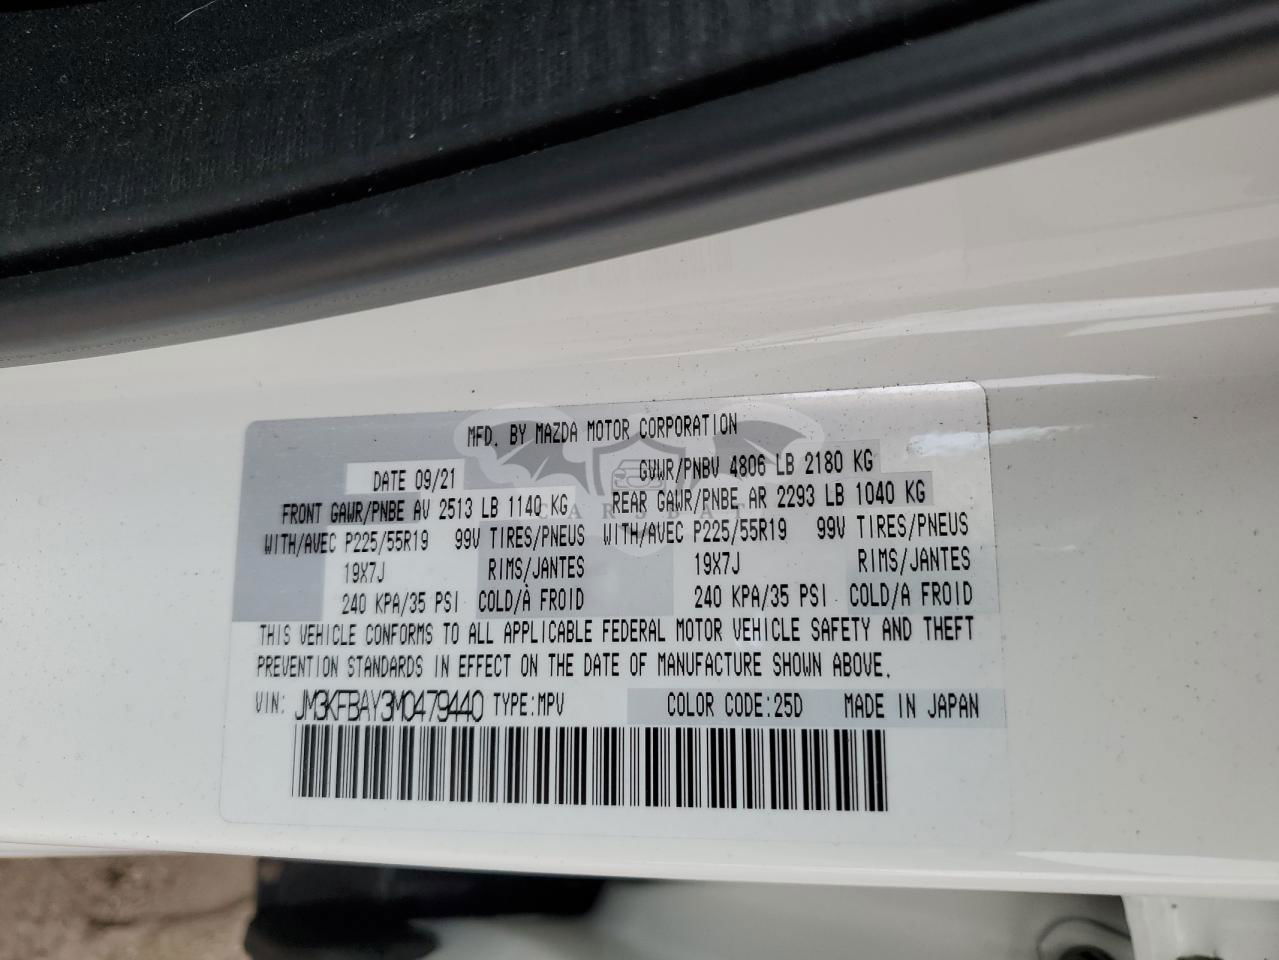 MFD. BY MAZDA MOTOR CORPORATION
DATE 09/21 GVWR/PNBV 4806 LB 2180 KG
FRONT GAWR/PNBE AV 2513 LB 1140 KG REAR GAWR/PNBE AR 2293 LB 1040 KG
CARSBAT
WITH/AVEC P225/55R19 99V TIRES/PNEUS WITH/AVEC P225/55R19 99V TIRES/PNEUS
19X7J RIMS/JANTES 19X7J RIMS/JANTES
240 KPA/35 PSI COLD/À FROID 240 KPA/35 PSI COLD/A FROID
THIS VEHICLE CONFORMS TO ALL APPLICABLE FEDERAL MOTOR VEHICLE SAFETY AND THEFT
PREVENTION STANDARDS IN EFFECT ON THE DATE OF MANUFACTURE SHOWN ABOVE.
VIN: JM3KFBAY3M0479440 TYPE:MPV COLOR CODE:25D MADE IN JAPAN